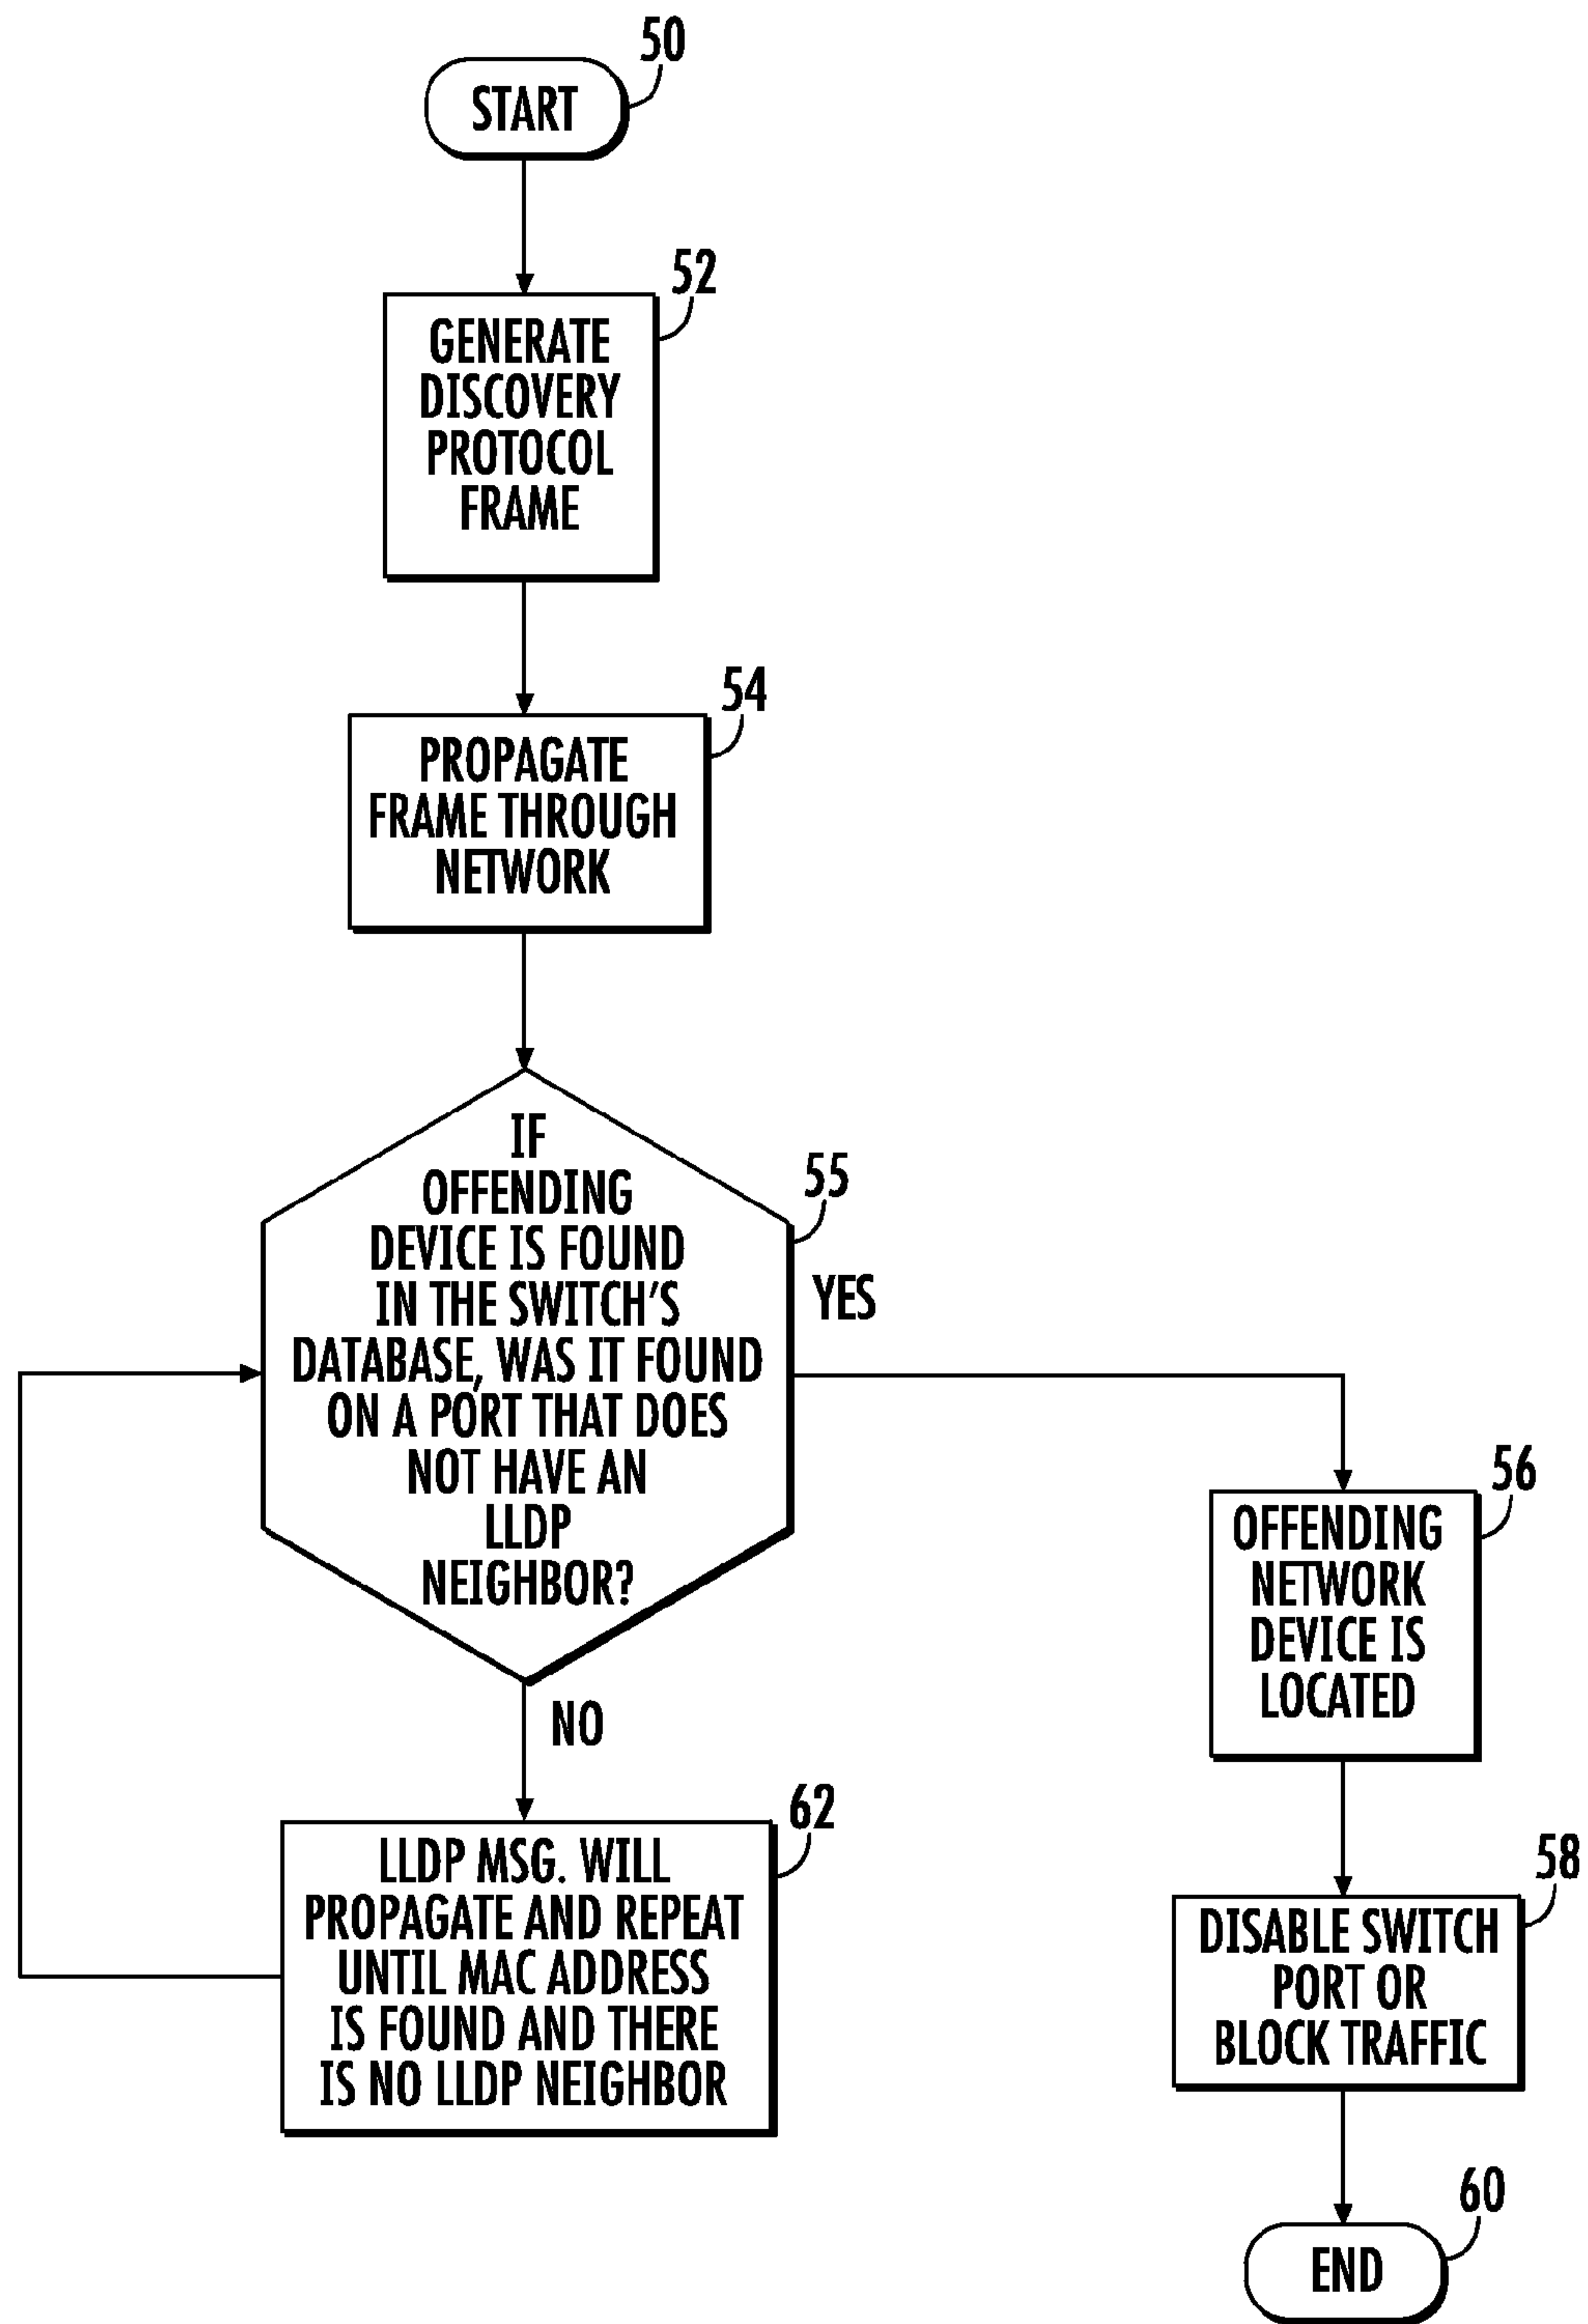 50
START
52
GENERATE
DISCOVERY
PROTOCOL
FRAME
54
PROPAGATE
FRAME THROUGH
NETWORK
55
IF
OFFENDING
DEVICE IS FOUND
IN THE SWITCH'S
DATABASE, WAS IT FOUND
ON A PORT THAT DOES
NOT HAVE AN
LLDP
NEIGHBOR?
YES
NO
56
OFFENDING
NETWORK
DEVICE IS
LOCATED
62
LLDP MSG. WILL
PROPAGATE AND REPEAT
UNTIL MAC ADDRESS
IS FOUND AND THERE
IS NO LLDP NEIGHBOR
58
DISABLE SWITCH
PORT OR
BLOCK TRAFFIC
60
END